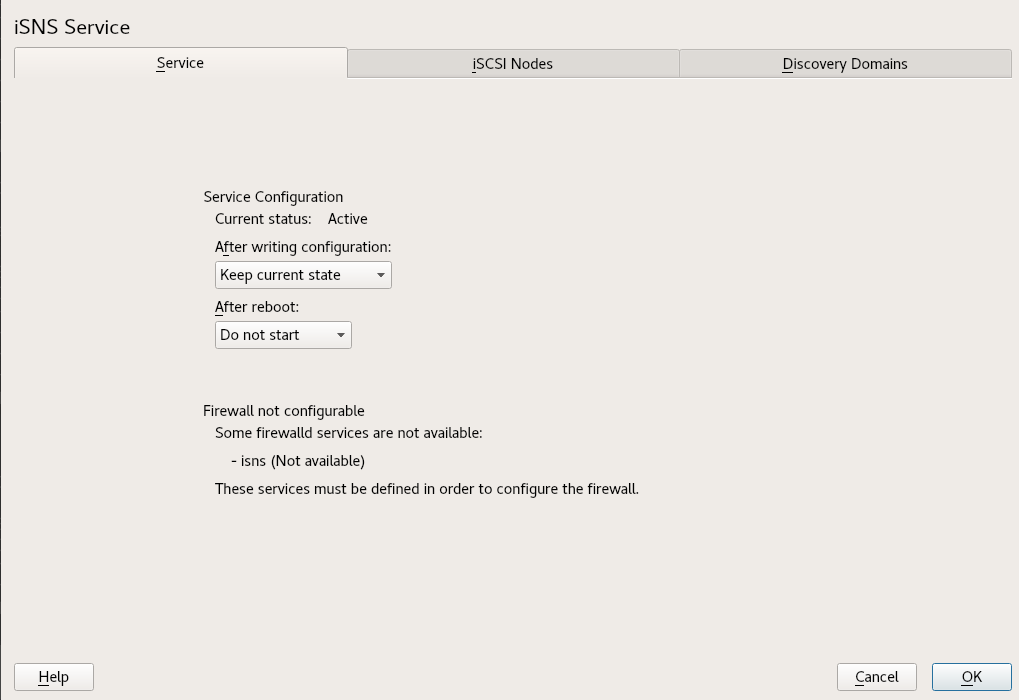 iSNS Service
Service
iSCSI Nodes
Discovery Domains
Service Configuration
Current status: Active
After writing configuration:
Keep current state
After reboot:
Do not start
Firewall not configurable
Some firewalld services are not available:
- isns (Not available)
These services must be defined in order to configure the firewall.
Help
Cancel
OK